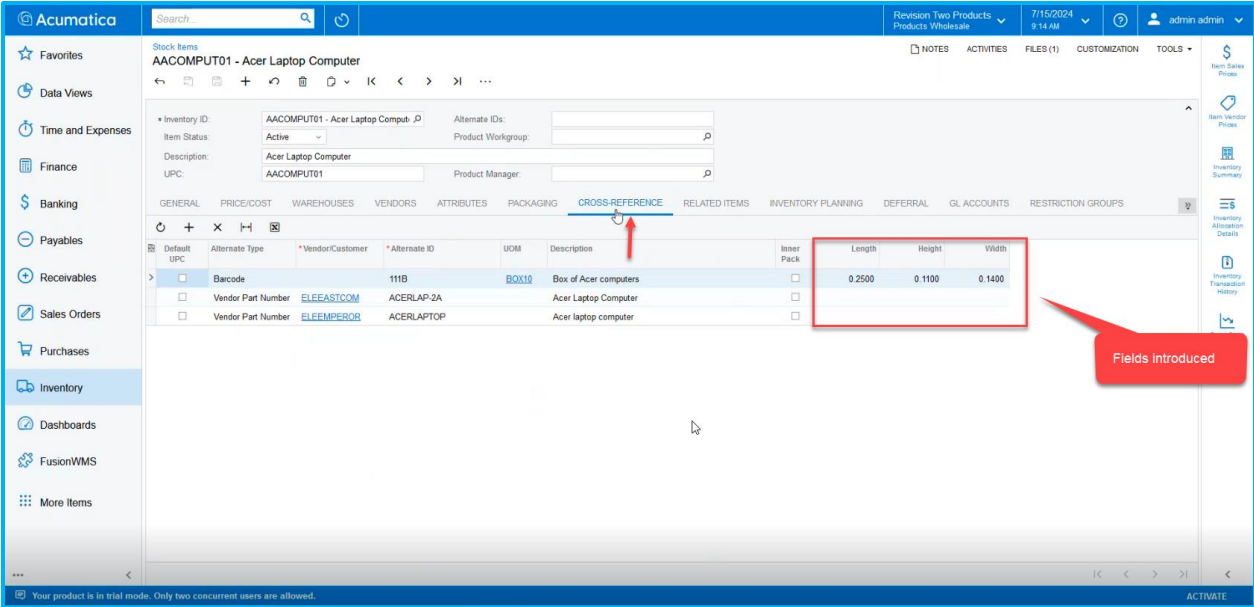 Acumatica
Search...
Revision Two Products
Products Wholesale
7/15/2024
9:14 AM
admin admin
Favorites
Data Views
Time and Expenses
Finance
Banking
Payables
Receivables
Sales Orders
Purchases
Inventory
Dashboards
FusionWMS
More Items
Stock Items
AACOMPUT01 - Acer Laptop Computer
NOTES ACTIVITIES FILES (1) CUSTOMIZATION TOOLS
* Inventory ID: AACOMPUT01 - Acer Laptop Comput Alternate IDs:
Item Status: Active Product Workgroup:
Description: Acer Laptop Computer
UPC: AACOMPUT01 Product Manager:
GENERAL PRICE/COST WAREHOUSES VENDORS ATTRIBUTES PACKAGING CROSS-REFERENCE RELATED ITEMS INVENTORY PLANNING DEFERRAL GL ACCOUNTS RESTRICTION GROUPS
Default UPC Alternate Type * Vendor/Customer * Alternate ID UOM Description Inner Pack Length Height Width
Barcode 111B BOX10 Box of Acer computers 0.2500 0.1100 0.1400
Vendor Part Number ELEEASTCOM ACERLAP-2A Acer Laptop Computer
Vendor Part Number ELEEMPEROR ACERLAPTOP Acer laptop computer
Fields introduced
Item Sales
Prices
Item Vendor
Prices
Inventory
Summary
Inventory
Allocation
Details
Inventory
Transaction
History
Your product is in trial mode. Only two concurrent users are allowed.
ACTIVATE